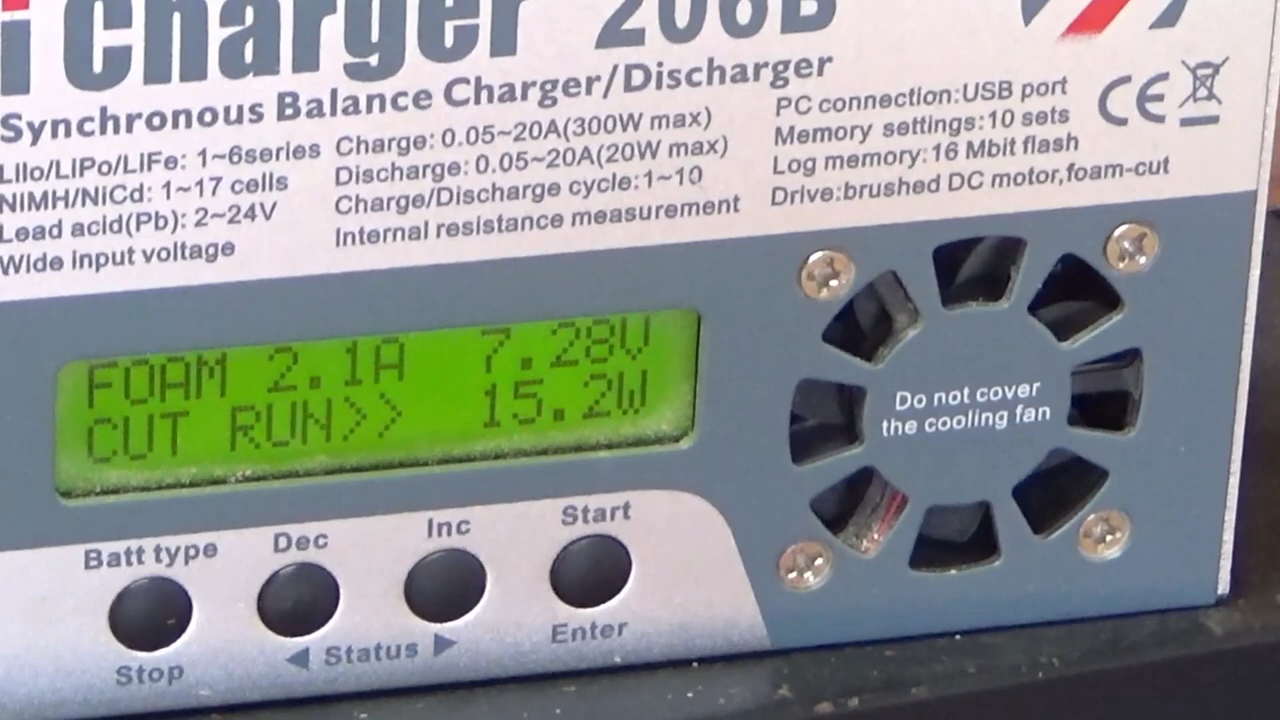 iCharger 206B
Synchronous Balance Charger/Discharger
LIIo/LIPo/LiFe: 1~6series
NiMH/NiCd: 1~17 cells
Lead acid(Pb): 2~24V
Wide input voltage
Charge: 0.05~20A(300W max)
Discharge: 0.05~20A(20W max)
Charge/Discharge cycle:1~10
Internal resistance measurement
PC connection:USB port
Memory settings:10 sets
Log memory:16 Mbit flash
Drive:brushed DC motor,foam-cut
CE
FOAM 2.1A 7.28V
CUT RUN>> 15.2W
Do not cover
the cooling fan
Batt type
Dec
Inc
Start
Stop
◀ Status ▶
Enter